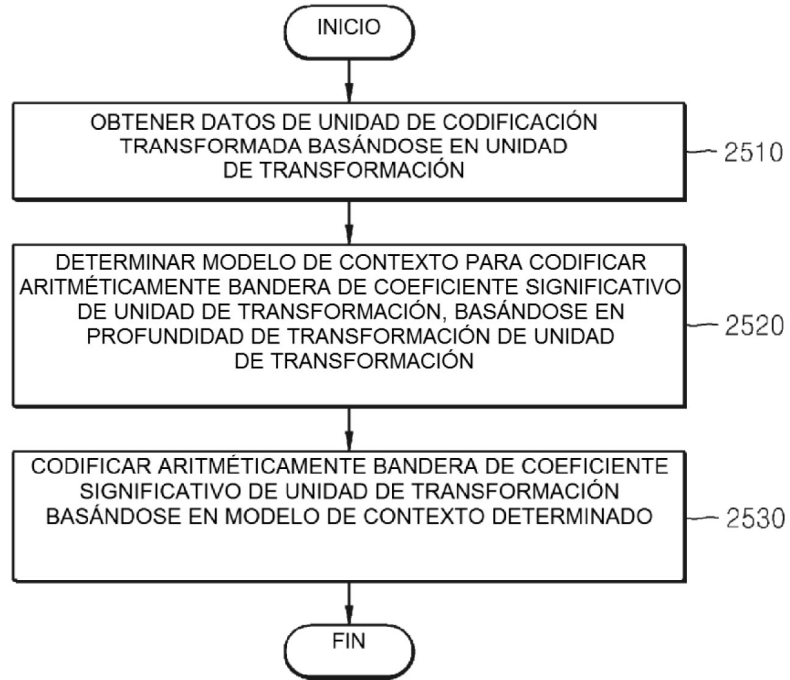 INICIO
OBTENER DATOS DE UNIDAD DE CODIFICACIÓN
TRANSFORMADA BASÁNDOSE EN UNIDAD
DE TRANSFORMACIÓN
2510
DETERMINAR MODELO DE CONTEXTO PARA CODIFICAR
ARITMÉTICAMENTE BANDERA DE COEFICIENTE SIGNIFICATIVO
DE UNIDAD DE TRANSFORMACIÓN, BASÁNDOSE EN
PROFUNDIDAD DE TRANSFORMACIÓN DE UNIDAD
DE TRANSFORMACIÓN
2520
CODIFICAR ARITMÉTICAMENTE BANDERA DE COEFICIENTE
SIGNIFICATIVO DE UNIDAD DE TRANSFORMACIÓN
BASÁNDOSE EN MODELO DE CONTEXTO DETERMINADO
2530
FIN